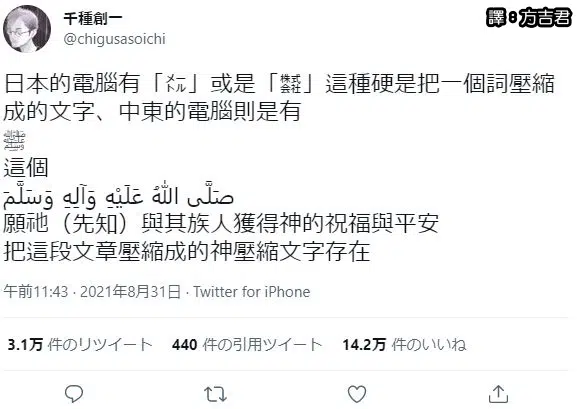 千種創一
@chigusasoichi
譯8方吉君
日本的電腦有「㍍」或是「㍿」這種硬是把一個詞壓縮
成的文字、中東的電腦則是有
ﷺ
這個
صَلَّى اللهُ عَلَيْهِ وَآلِهِ وَسَلَّمَ
願祂（先知）與其族人獲得神的祝福與平安
把這段文章壓縮成的神壓縮文字存在
午前11:43 · 2021年8月31日 · Twitter for iPhone
3.1万 件のリツイート 440 件の引用ツイート 14.2万 件のいいね